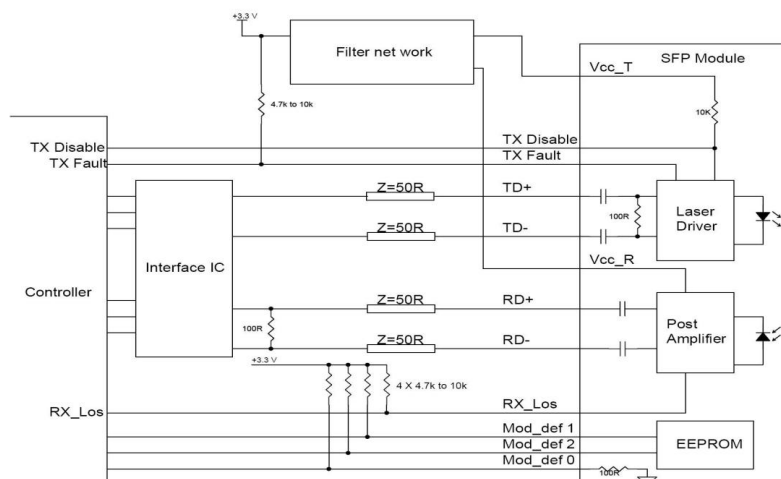 +3.3 V
Filter net work
SFP Module
Vcc_T
4.7k to 10k
10K
TX Disable
TX Disable
TX Fault
TX Fault
Z=50R
TD+
100R
Laser
Driver
Z=50R
TD-
Interface IC
Vcc_R
Controller
Z=50R
RD+
100R
Post
Amplifier
Z=50R
RD-
+3.3 V
4 X 4.7k to 10k
RX_Los
RX_Los
Mod_def 1
Mod_def 2
EEPROM
Mod_def 0
100R